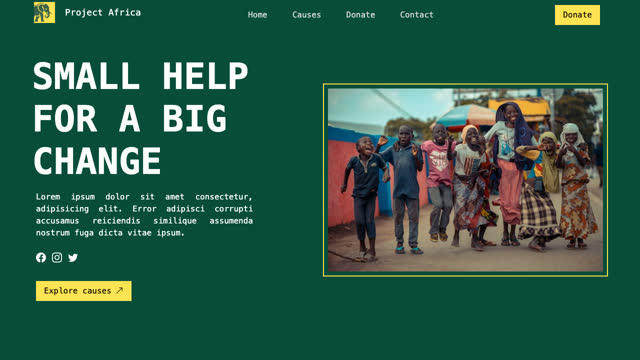 Project Africa
Home Causes Donate Contact
Donate
SMALL HELP
FOR A BIG
CHANGE
Lorem ipsum dolor sit amet consectetur,
adipisicing elit. Error adipisci corrupti
accusamus reiciendis similique assumenda
nostrum fuga dicta vitae ipsum.
Explore causes